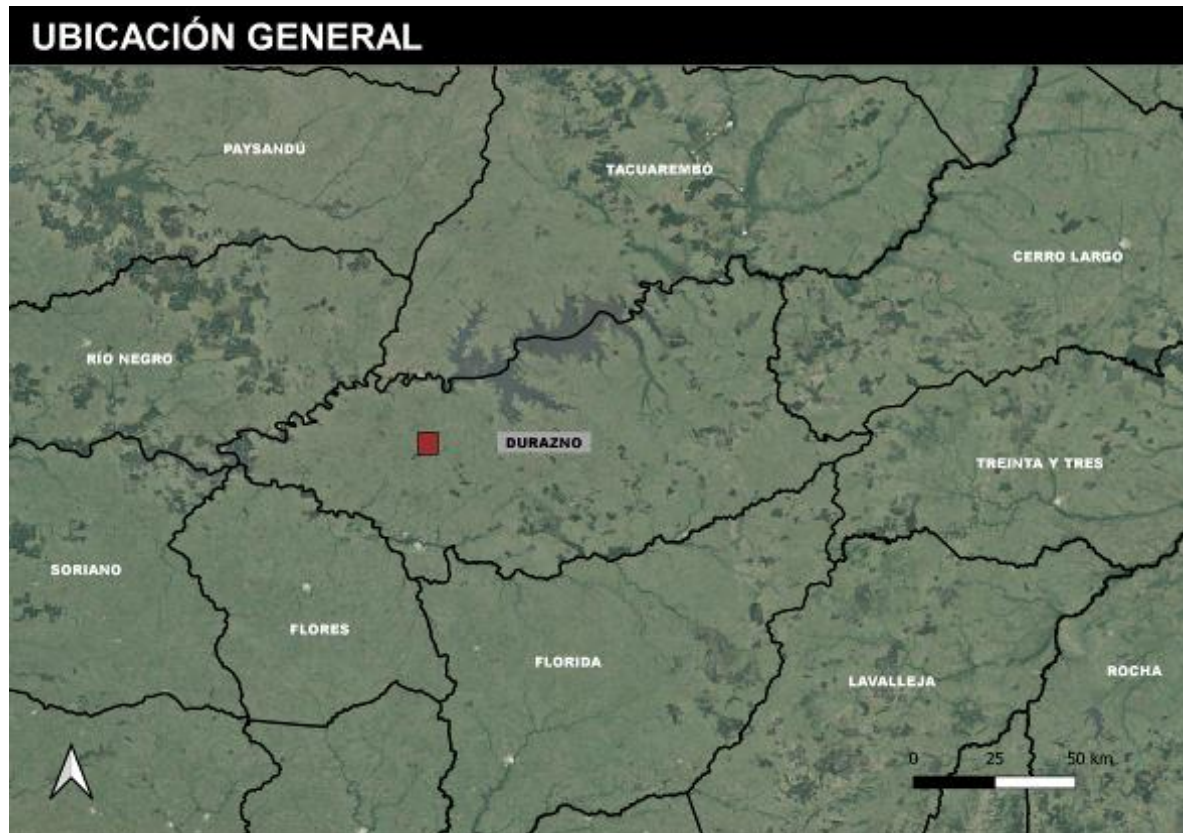 UBICACIÓN GENERAL
PAYSANDÚ
TACUAREMBÓ
CERRO LARGO
RÍO NEGRO
DURAZNO
TREINTA Y TRES
SORIANO
FLORES
FLORIDA
ROCHA
LAVALLEJA
0 25 50 km